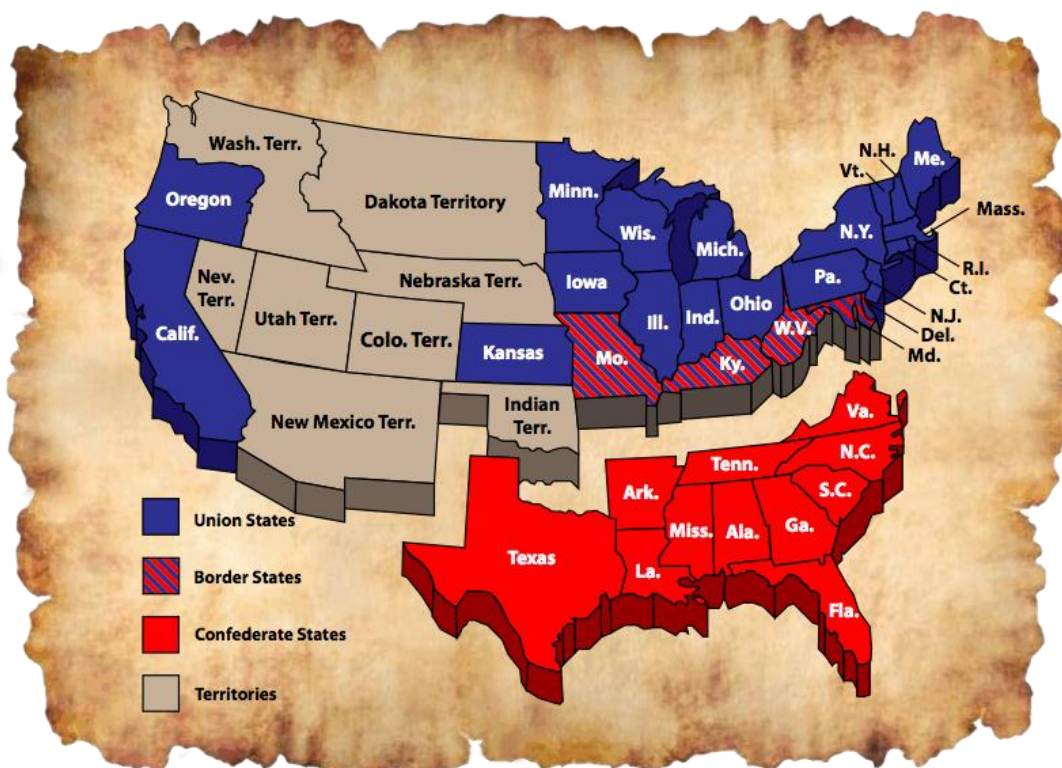 Wash. Terr.
Dakota Territory
Oregon
Minn.
N.H.
Vt.
Me.
Mass.
Wis.
Mich.
N.Y.
R.I.
Ct.
Nev.
Terr.
Nebraska Terr.
Iowa
Pa.
N.J.
Calif.
Utah Terr.
Colo. Terr.
Kansas
Mo.
Ill.
Ind.
Ohio
W.V.
Del.
Md.
Ky.
New Mexico Terr.
Indian
Terr.
Va.
N.C.
Tenn.
S.C.
Ark.
Miss.
Ala.
Ga.
Texas
La.
Fla.
Union States
Border States
Confederate States
Territories